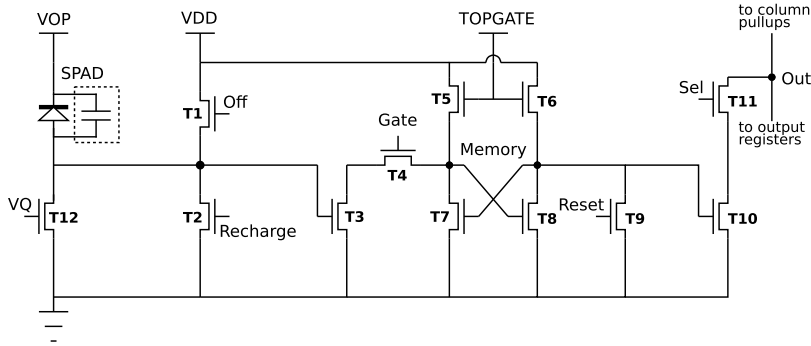 VOP
VDD
TOPGATE
to column
pullups
SPAD
T1
Off
T5
T6
Sel
T11
Out
Gate
to output
registers
T4
Memory
VQ
T12
T2
Recharge
T3
T7
T8
Reset
T9
T10